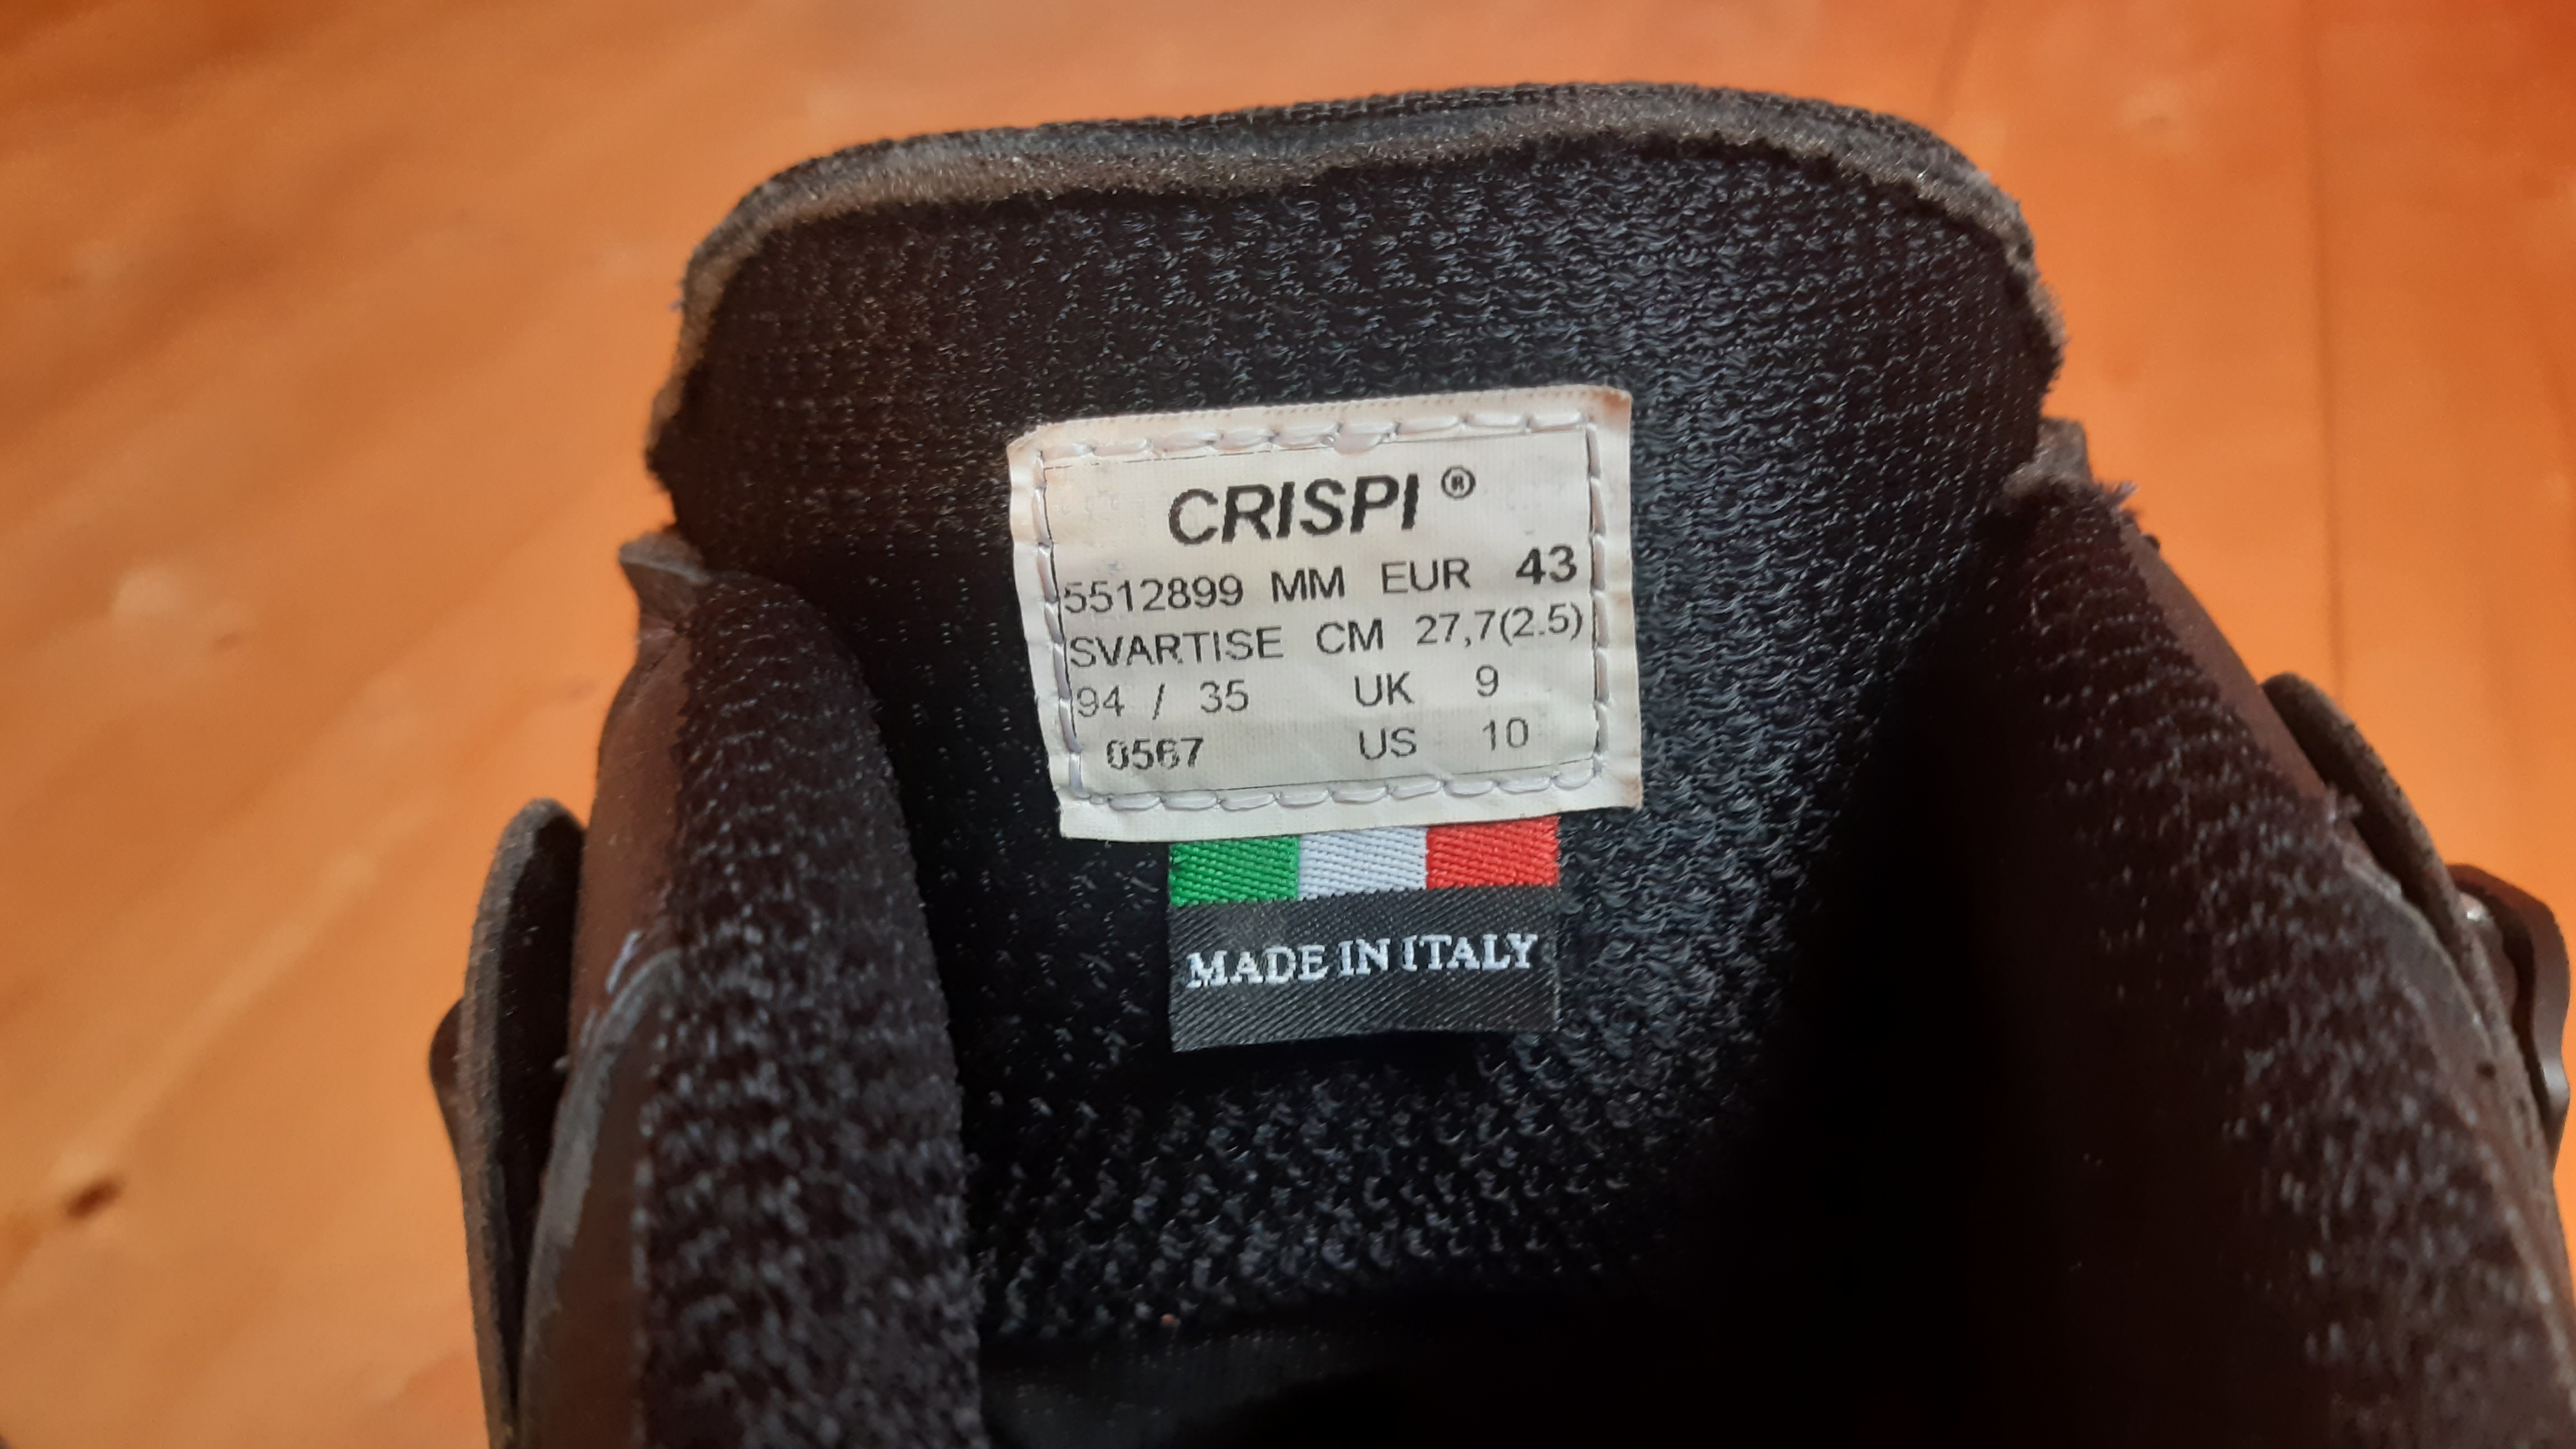 CRISPI ®
5512899 MM EUR 43
SVARTISE CM 27,7(2.5)
94 / 35 UK 9
0567 US 10
MADE IN ITALY